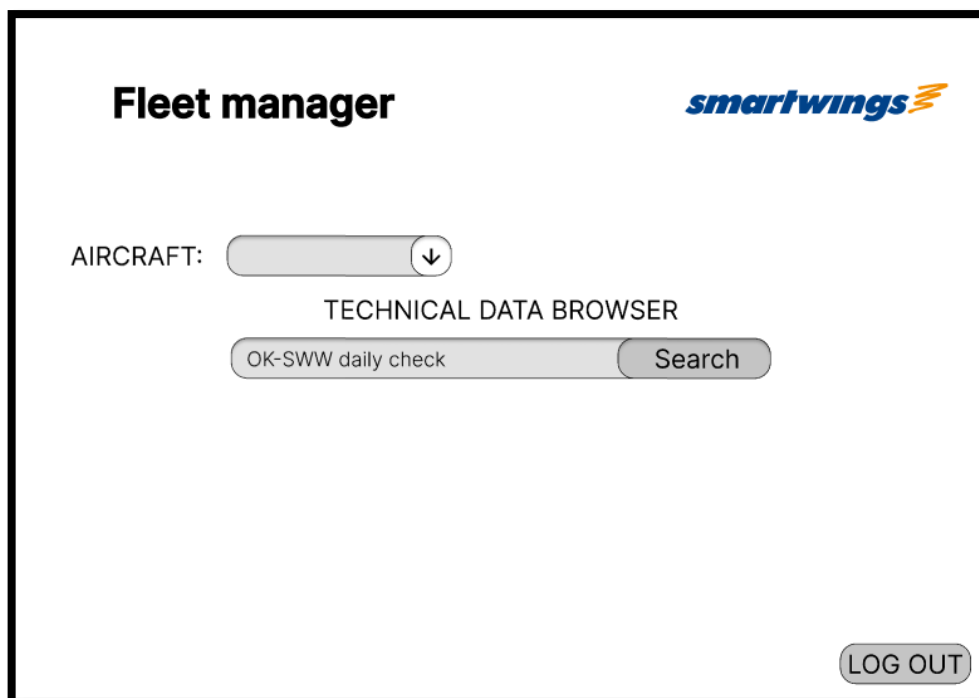 Fleet manager
smartwings
AIRCRAFT:
TECHNICAL DATA BROWSER
OK-SWW daily check
Search
LOG OUT